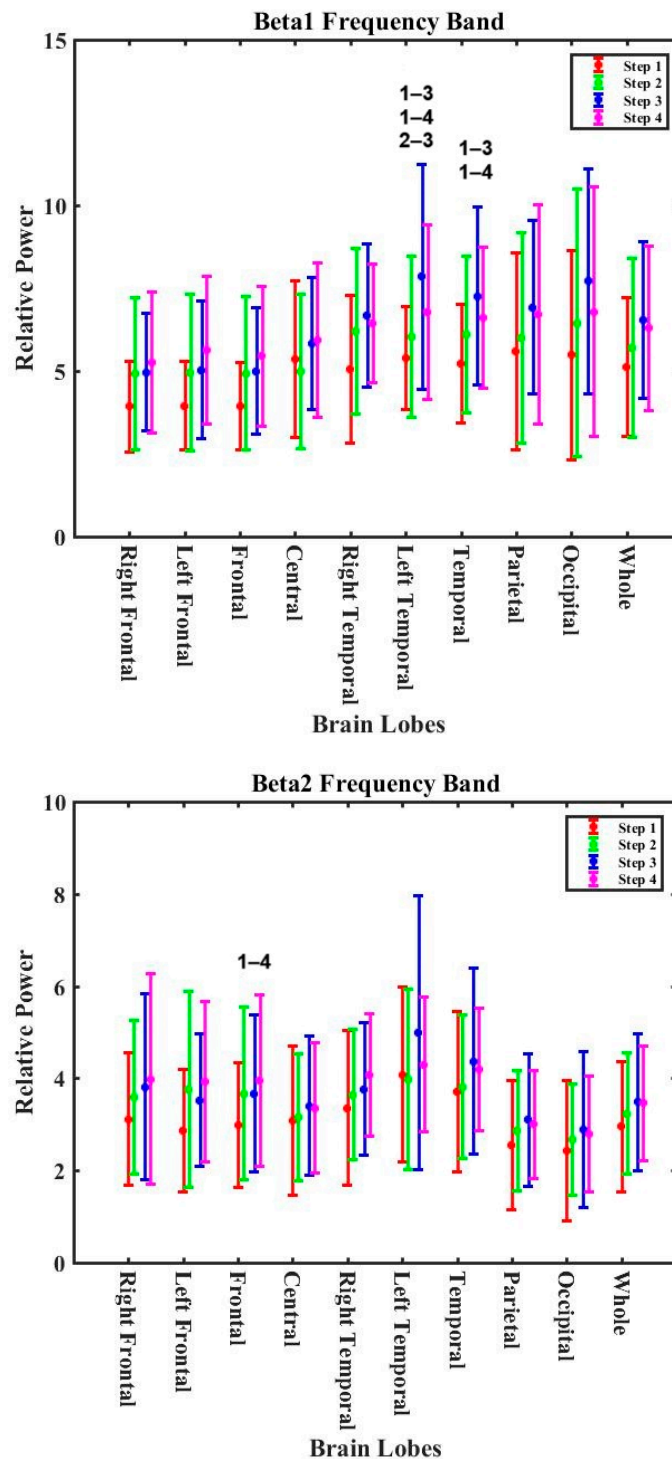 Beta1 Frequency Band
15
10
5
0
Relative Power
Step 1
Step 2
Step 3
Step 4
1–3
1–4
2–3
1–3
1–4
Right Frontal
Left Frontal
Frontal
Central
Right Temporal
Left Temporal
Temporal
Parietal
Occipital
Whole
Brain Lobes
Beta2 Frequency Band
10
8
6
4
2
0
Relative Power
Step 1
Step 2
Step 3
Step 4
1–4
Right Frontal
Left Frontal
Frontal
Central
Right Temporal
Left Temporal
Temporal
Parietal
Occipital
Whole
Brain Lobes